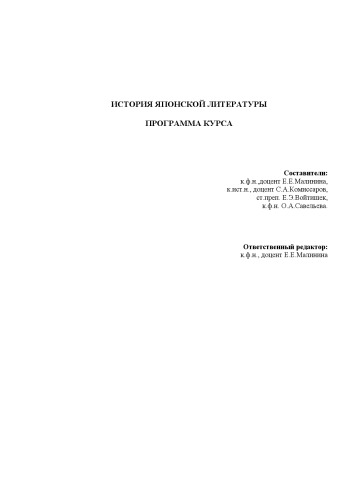 ИСТОРИЯ ЯПОНСКОЙ ЛИТЕРАТУРЫ
ПРОГРАММА КУРСА
Составители:
к.ф.н.,доцент Е.Е.Малинина,
к.ист.н., доцент С.А.Комиссаров,
ст.преп. Е.Э.Войтишек,
к.ф.н. О.А.Савельева.
Ответственный редактор:
к.ф.н., доцент Е.Е.Малинина